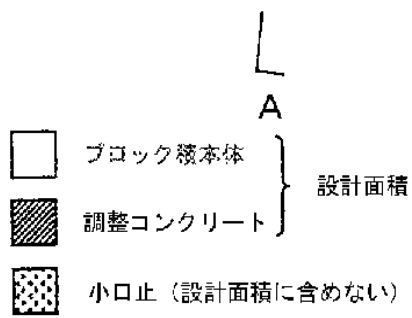 A
ブロック積本体
設計面積
調整コンクリート
小口止（設計面積に含めない）